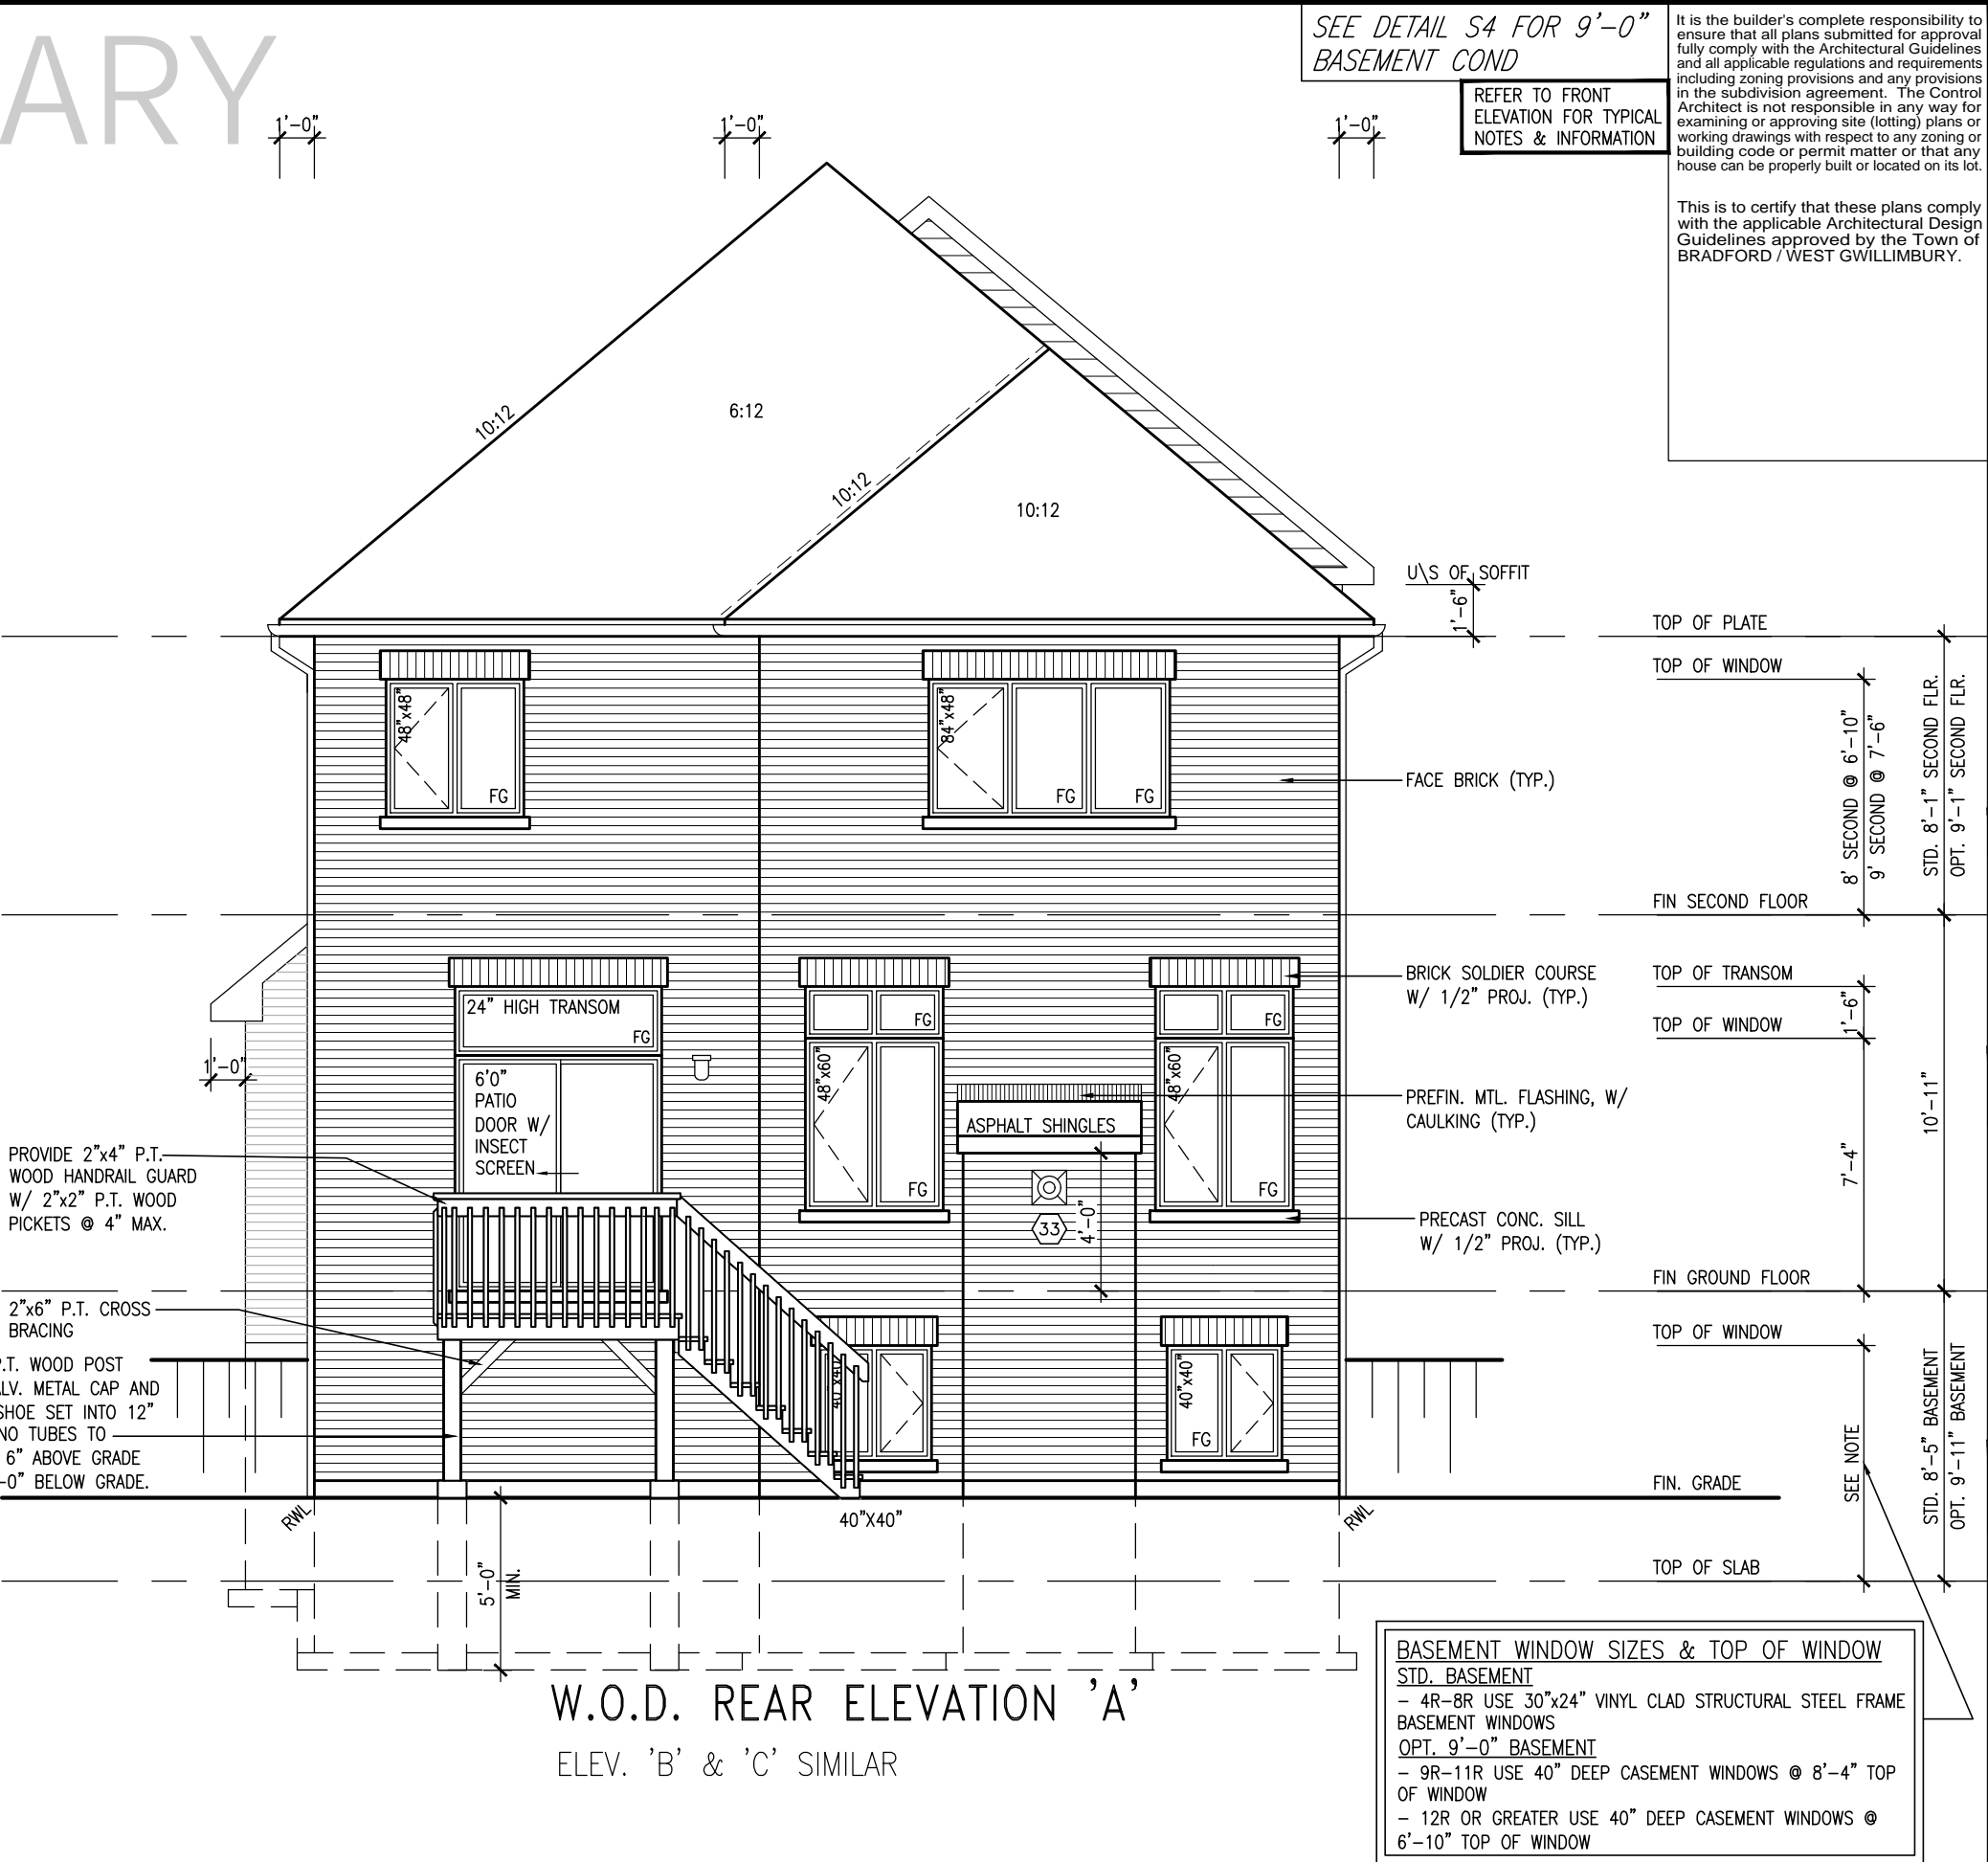 ARY
SEE DETAIL S4 FOR 9'-0"
BASEMENT COND
REFER TO FRONT
ELEVATION FOR TYPICAL
NOTES & INFORMATION
It is the builder's complete responsibility to
ensure that all plans submitted for approval
fully comply with the Architectural Guidelines
and all applicable regulations and requirements
including zoning provisions and any provisions
in the subdivision agreement. The Control
Architect is not responsible in any way for
examining or approving site (lotting) plans or
working drawings with respect to any zoning or
building code or permit matter or that any
house can be properly built or located on its lot.
This is to certify that these plans comply
with the applicable Architectural Design
Guidelines approved by the Town of
BRADFORD / WEST GWILLIMBURY.
1'-0"
1'-0"
1'-0"
10:12
6:12
10:12
10:12
U\S OF SOFFIT
1'-6"
TOP OF PLATE
TOP OF WINDOW
48"x48"
FG
84"x48"
FG
FG
FACE BRICK (TYP.)
8' SECOND @ 6'-10"
9' SECOND @ 7'-6"
STD. 8'-1" SECOND FLR.
OPT. 9'-1" SECOND FLR.
FIN SECOND FLOOR
24" HIGH TRANSOM
FG
FG
FG
BRICK SOLDIER COURSE
W/ 1/2" PROJ. (TYP.)
TOP OF TRANSOM
1'-6"
TOP OF WINDOW
1'-0"
6'0"
PATIO
DOOR W/
INSECT
SCREEN
48"x60"
FG
48"x60"
FG
ASPHALT SHINGLES
PREFIN. MTL. FLASHING, W/
CAULKING (TYP.)
33
4'-0"
7'-4"
10'-11"
PROVIDE 2"x4" P.T.
WOOD HANDRAIL GUARD
W/ 2"x2" P.T. WOOD
PICKETS @ 4" MAX.
PRECAST CONC. SILL
W/ 1/2" PROJ. (TYP.)
FIN GROUND FLOOR
2"x6" P.T. CROSS
BRACING
TOP OF WINDOW
.T. WOOD POST
LV. METAL CAP AND
SHOE SET INTO 12"
NO TUBES TO
6" ABOVE GRADE
-0" BELOW GRADE.
40"x40"
40"x40"
FG
SEE NOTE
STD. 8'-5" BASEMENT
OPT. 9'-11" BASEMENT
FIN. GRADE
RWL
40"X40"
RWL
5'-0"
MIN.
TOP OF SLAB
W.O.D. REAR ELEVATION 'A'
ELEV. 'B' & 'C' SIMILAR
BASEMENT WINDOW SIZES & TOP OF WINDOW
STD. BASEMENT
- 4R-8R USE 30"x24" VINYL CLAD STRUCTURAL STEEL FRAME
BASEMENT WINDOWS
OPT. 9'-0" BASEMENT
- 9R-11R USE 40" DEEP CASEMENT WINDOWS @ 8'-4" TOP
OF WINDOW
- 12R OR GREATER USE 40" DEEP CASEMENT WINDOWS @
6'-10" TOP OF WINDOW